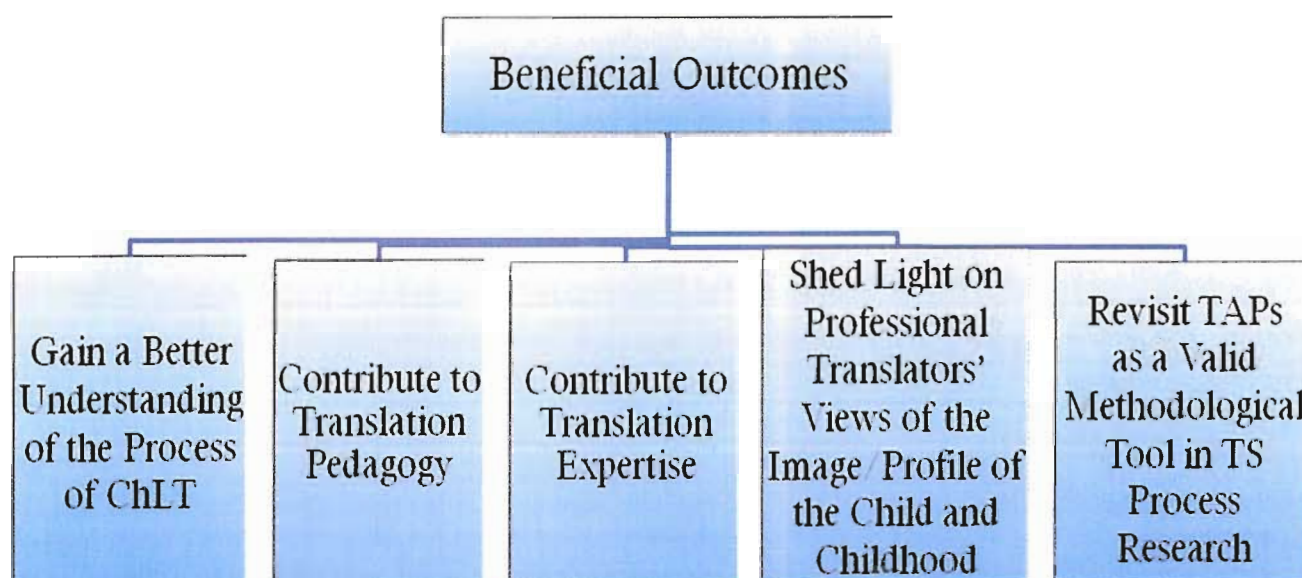 Beneficial Outcomes
Gain a Better
Understanding
of the Process
of ChLT
Contribute to
Translation
Pedagogy
Contribute to
Translation
Expertise
Shed Light on
Professional
Translators'
Views of the
Image/Profile of
the Child and
Childhood
Revisit TAPs
as a Valid
Methodological
Tool in TS
Process
Research